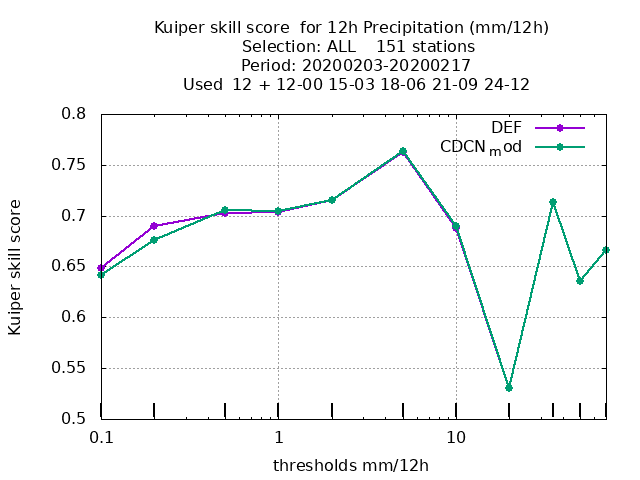 Kuiper skill score  for 12h Precipitation (mm/12h)
Selection: ALL    151 stations
Period: 20200203-20200217
Used  12 + 12-00 15-03 18-06 21-09 24-12
DEF
CDCN_mod
0.8
0.75
0.7
0.65
0.6
0.55
0.5
Kuiper skill score
0.1
1
10
thresholds mm/12h